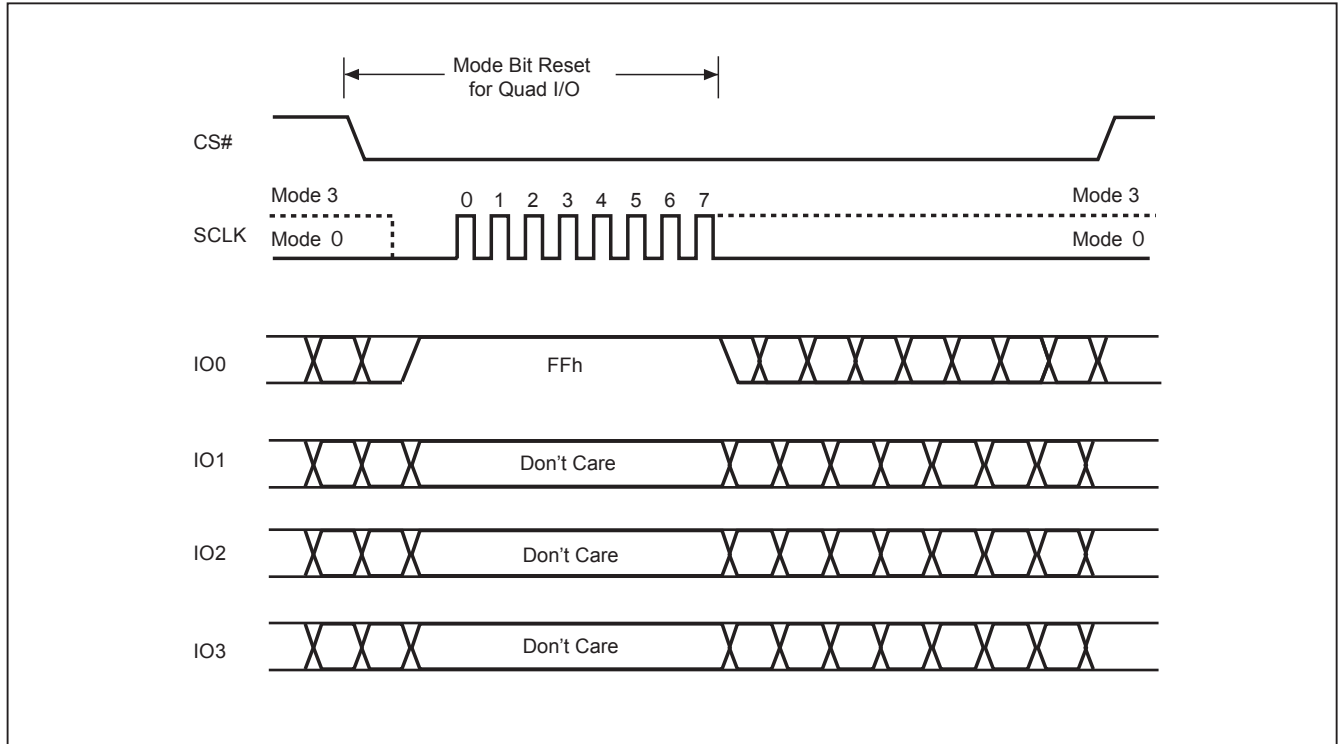 Mode Bit Reset
for Quad I/O
CS#
Mode 3
0 1 2 3 4 5 6 7
Mode 3
SCLK
Mode 0
Mode 0
IO0
FFh
IO1
Don't Care
IO2
Don't Care
IO3
Don't Care